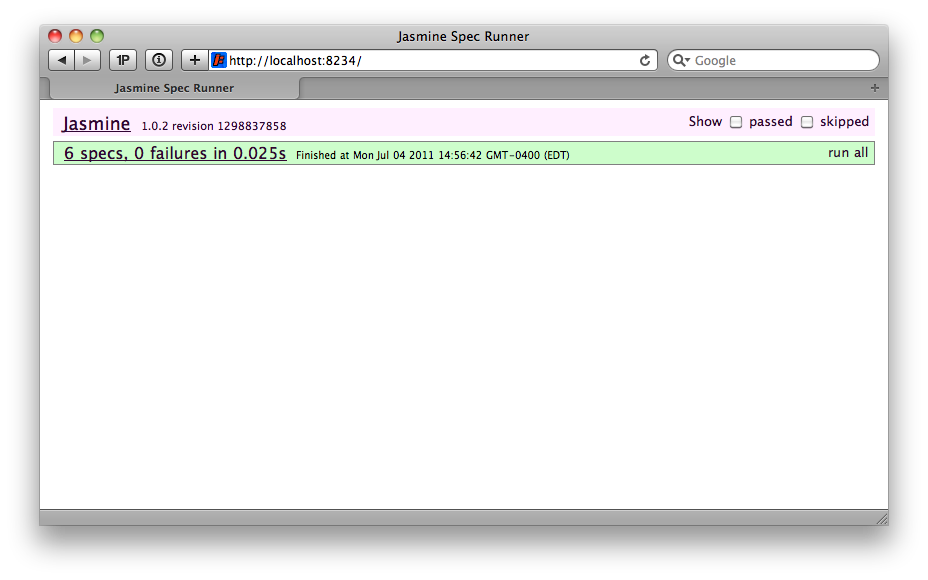 Jasmine Spec Runner
1P
http://localhost:8234/
Google
Jasmine Spec Runner
Jasmine 1.0.2 revision 1298837858 Show passed skipped
6 specs, 0 failures in 0.025s Finished at Mon Jul 04 2011 14:56:42 GMT-0400 (EDT) run all